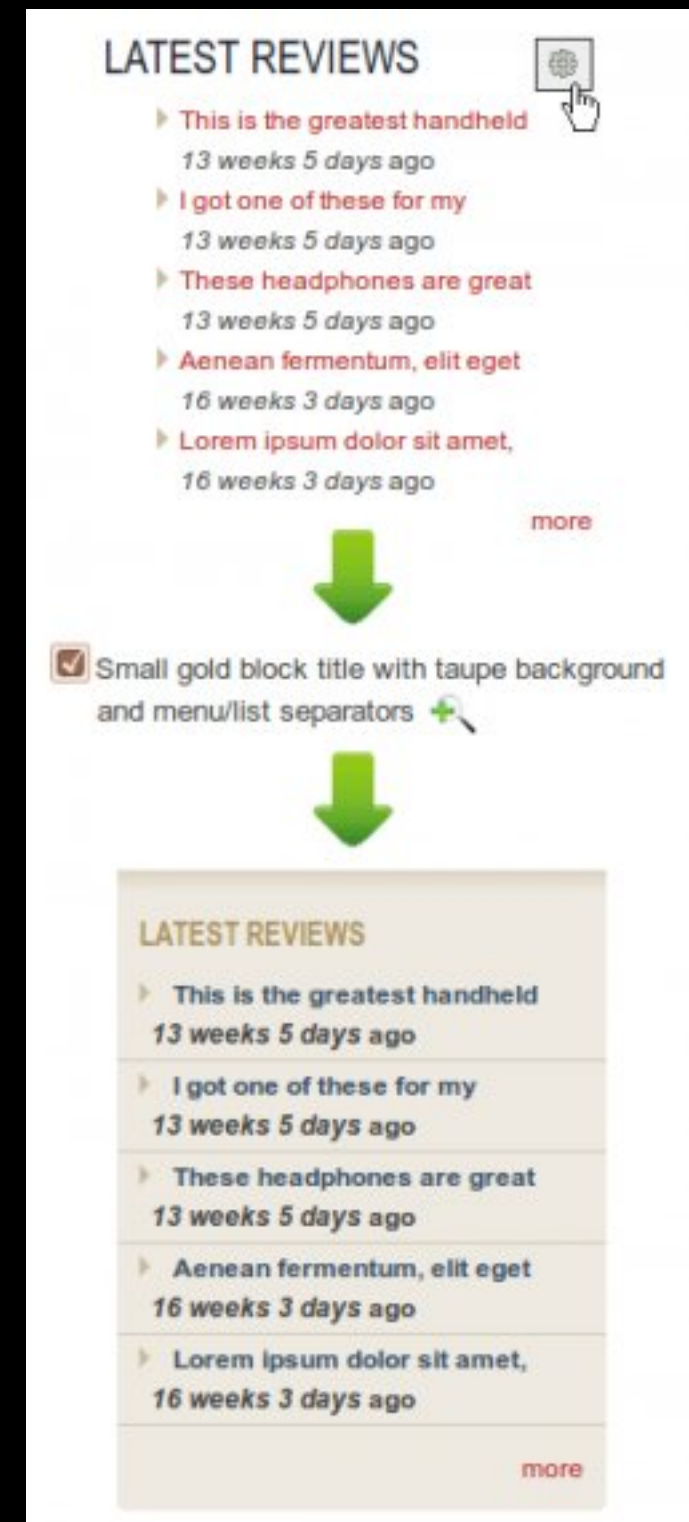 LATEST REVIEWS
This is the greatest handheld
13 weeks 5 days ago
I got one of these for my
13 weeks 5 days ago
These headphones are great
13 weeks 5 days ago
Aenean fermentum, elit eget
16 weeks 3 days ago
Lorem ipsum dolor sit amet,
16 weeks 3 days ago
more
Small gold block title with taupe background
and menu/list separators
LATEST REVIEWS
This is the greatest handheld
13 weeks 5 days ago
I got one of these for my
13 weeks 5 days ago
These headphones are great
13 weeks 5 days ago
Aenean fermentum, elit eget
16 weeks 3 days ago
Lorem ipsum dolor sit amet,
16 weeks 3 days ago
more